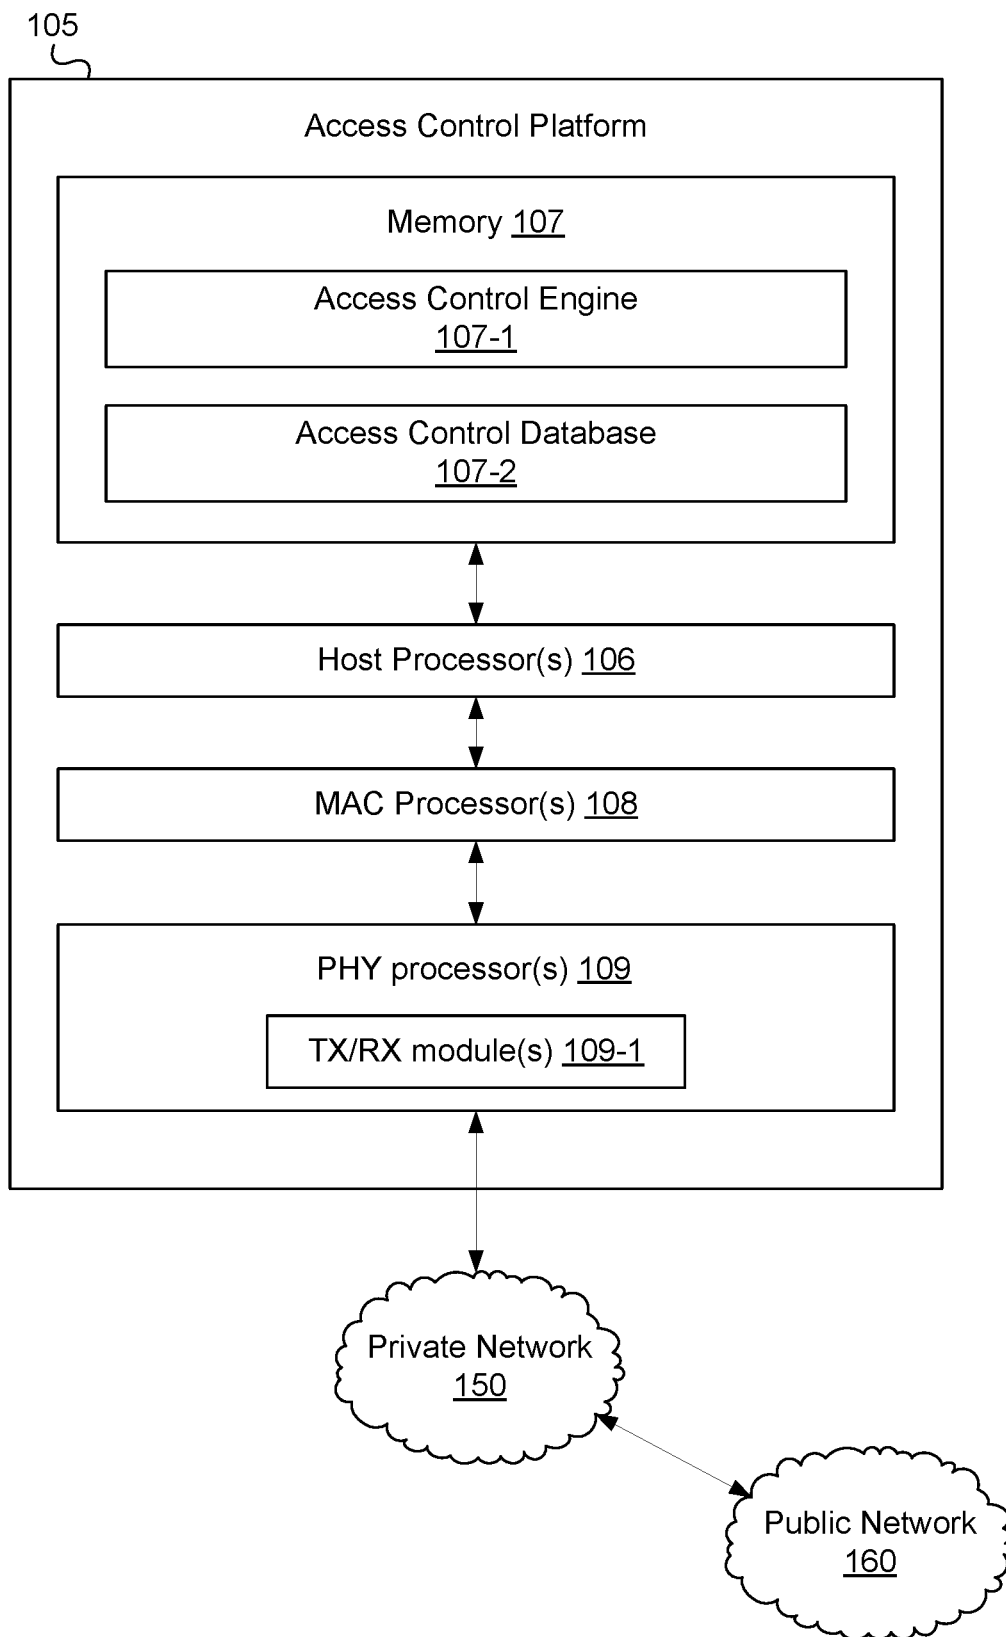 105
Access Control Platform
Memory 107
Access Control Engine
107-1
Access Control Database
107-2
Host Processor(s) 106
MAC Processor(s) 108
PHY processor(s) 109
TX/RX module(s) 109-1
Private Network
150
Public Network
160